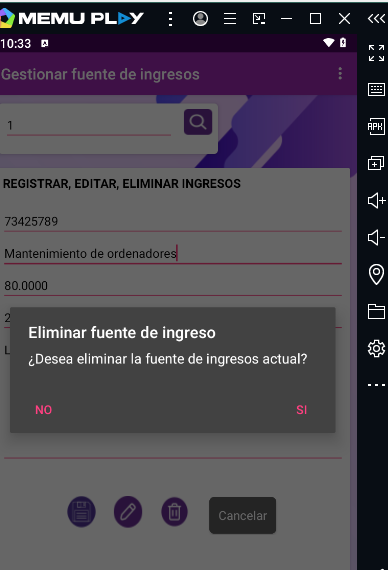 MEMU PLAY
10:33
Gestionar fuente de ingresos
1
REGISTRAR, EDITAR, ELIMINAR INGRESOS
73425789
Mantenimiento de ordenadores
80.0000
2
L
Eliminar fuente de ingreso
¿Desea eliminar la fuente de ingresos actual?
NO
SI
Cancelar
APK